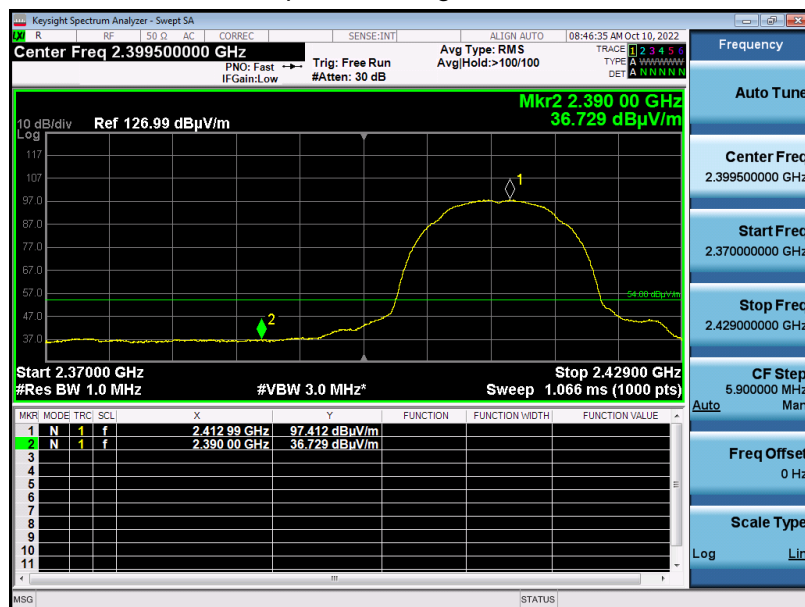 Keysight Spectrum Analyzer - Swept SA
LXI R RF 50 Ω AC CORREC SENSE:INT ALIGN AUTO 08:46:35 AM Oct 10, 2022
Center Freq 2.399500000 GHz
PNO: Fast
IFGain:Low
Trig: Free Run
#Atten: 30 dB
Avg Type: RMS
Avg|Hold:>100/100
TRACE 1 2 3 4 5 6
TYPE A WWWWW
DET A N N N N N
Mkr2 2.390 00 GHz
36.729 dBµV/m
10 dB/div Ref 126.99 dBµV/m
Log
117
107
97.0
87.0
77.0
67.0
57.0
47.0
37.0
1
2
54.00 dBµV/m
Start 2.37000 GHz Stop 2.42900 GHz
#Res BW 1.0 MHz #VBW 3.0 MHz* Sweep 1.066 ms (1000 pts)
MKR MODE TRC SCL X Y FUNCTION FUNCTION WIDTH FUNCTION VALUE
1 N 1 f 2.412 99 GHz 97.412 dBµV/m
2 N 1 f 2.390 00 GHz 36.729 dBµV/m
3
4
5
6
7
8
9
10
11
MSG STATUS
Frequency
Auto Tune
Center Freq
2.399500000 GHz
Start Freq
2.370000000 GHz
Stop Freq
2.429000000 GHz
CF Step
5.900000 MHz
Auto Man
Freq Offset
0 Hz
Scale Type
Log Lin